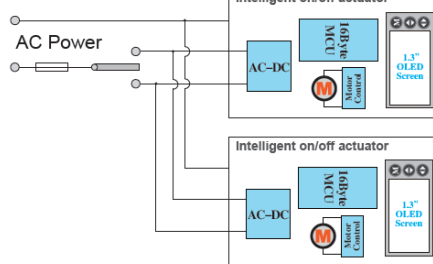 Intelligent on/off actuator
AC Power
16Byte
MCU
AC-DC
M
Motor
Control
1.3"
OLED
Screen
Intelligent on/off actuator
16Byte
MCU
AC-DC
M
Motor
Control
1.3"
OLED
Screen